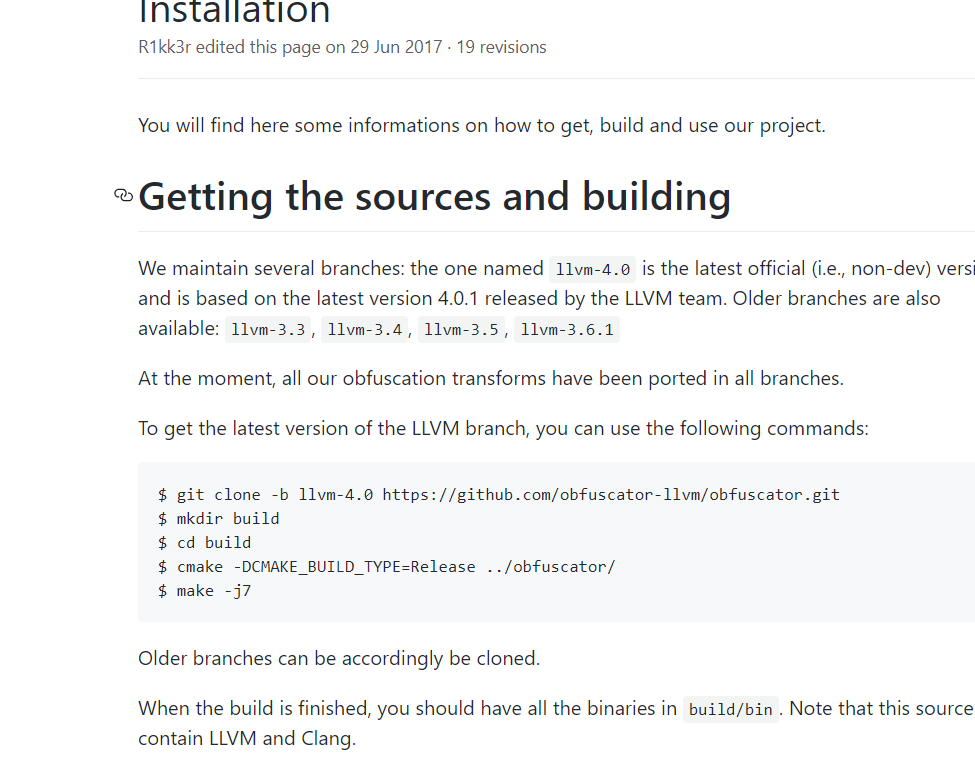 Installation
R1kk3r edited this page on 29 Jun 2017 · 19 revisions
You will find here some informations on how to get, build and use our project.
Getting the sources and building
We maintain several branches: the one named llvm-4.0 is the latest official (i.e., non-dev) versi
and is based on the latest version 4.0.1 released by the LLVM team. Older branches are also
available: llvm-3.3, llvm-3.4, llvm-3.5, llvm-3.6.1
At the moment, all our obfuscation transforms have been ported in all branches.
To get the latest version of the LLVM branch, you can use the following commands:
$ git clone -b llvm-4.0 https://github.com/obfuscator-llvm/obfuscator.git
$ mkdir build
$ cd build
$ cmake -DCMAKE_BUILD_TYPE=Release ../obfuscator/
$ make -j7
Older branches can be accordingly be cloned.
When the build is finished, you should have all the binaries in build/bin. Note that this source
contain LLVM and Clang.